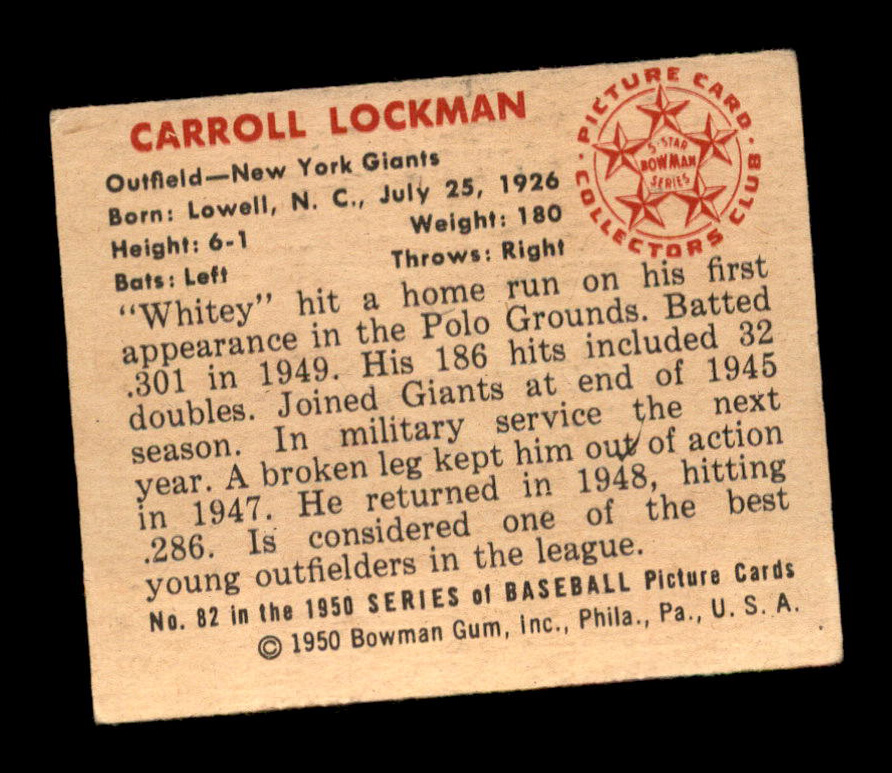 CARROLL LOCKMAN
Outfield—New York Giants
Born: Lowell, N. C., July 25, 1926
Height: 6-1 Weight: 180
Bats: Left Throws: Right
PICTURE CARD
COLLECTORS CLUB
5-STAR
BOWMAN
SERIES
"Whitey" hit a home run on his first
appearance in the Polo Grounds. Batted
.301 in 1949. His 186 hits included 32
doubles. Joined Giants at end of 1945
season. In military service the next
year. A broken leg kept him out of action
in 1947. He returned in 1948, hitting
.286. Is considered one of the best
young outfielders in the league.
No. 82 in the 1950 SERIES of BASEBALL Picture Cards
© 1950 Bowman Gum, Inc., Phila., Pa., U. S. A.